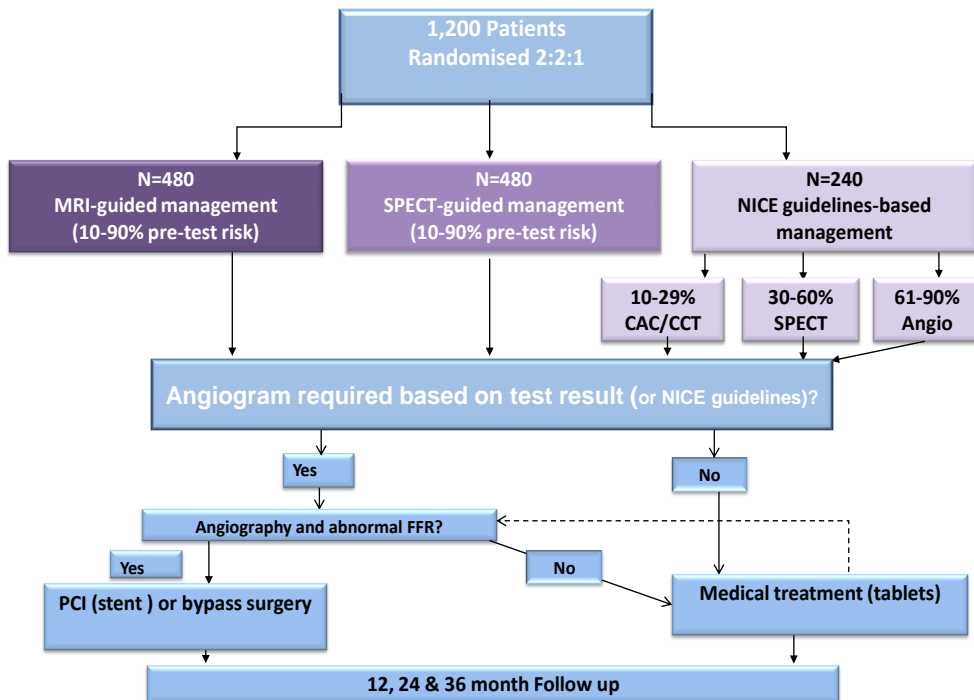 1,200 Patients
Randomised 2:2:1
N=480
MRI-guided management
(10-90% pre-test risk)
N=480
SPECT-guided management
(10-90% pre-test risk)
N=240
NICE guidelines-based
management
10-29%
CAC/CCT
30-60%
SPECT
61-90%
Angio
Angiogram required based on test result (or NICE guidelines)?
Yes
No
Angiography and abnormal FFR?
Yes
No
PCI (stent ) or bypass surgery
Medical treatment (tablets)
12, 24 & 36 month Follow up